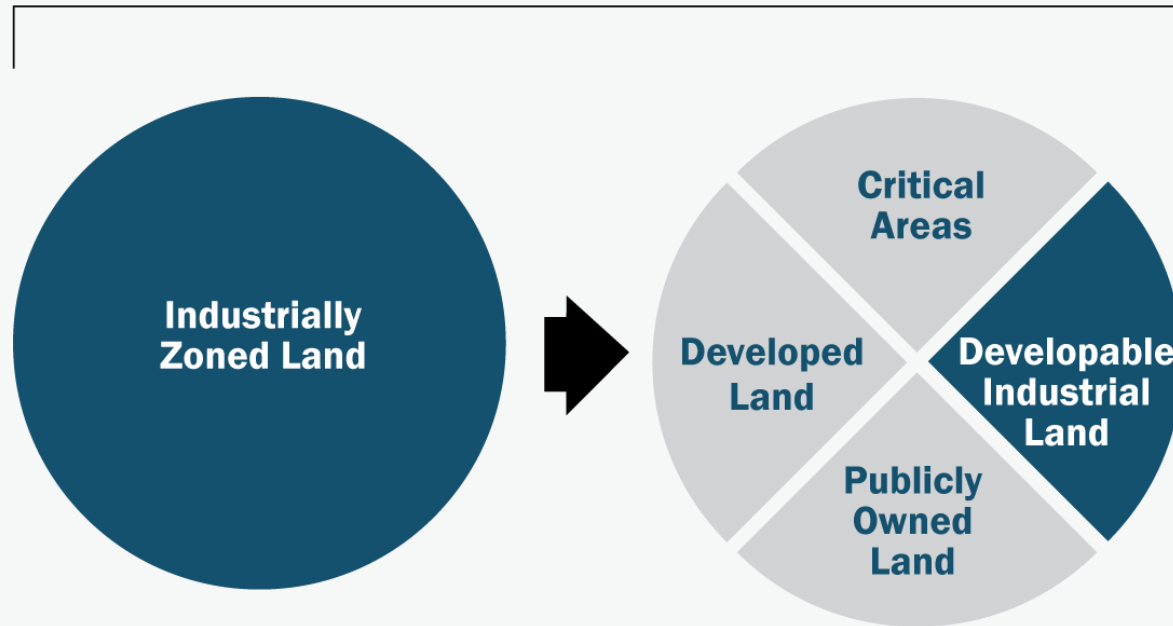 Industrially
Zoned Land
Critical
Areas
Developed
Land
Developable
Industrial
Land
Publicly
Owned
Land